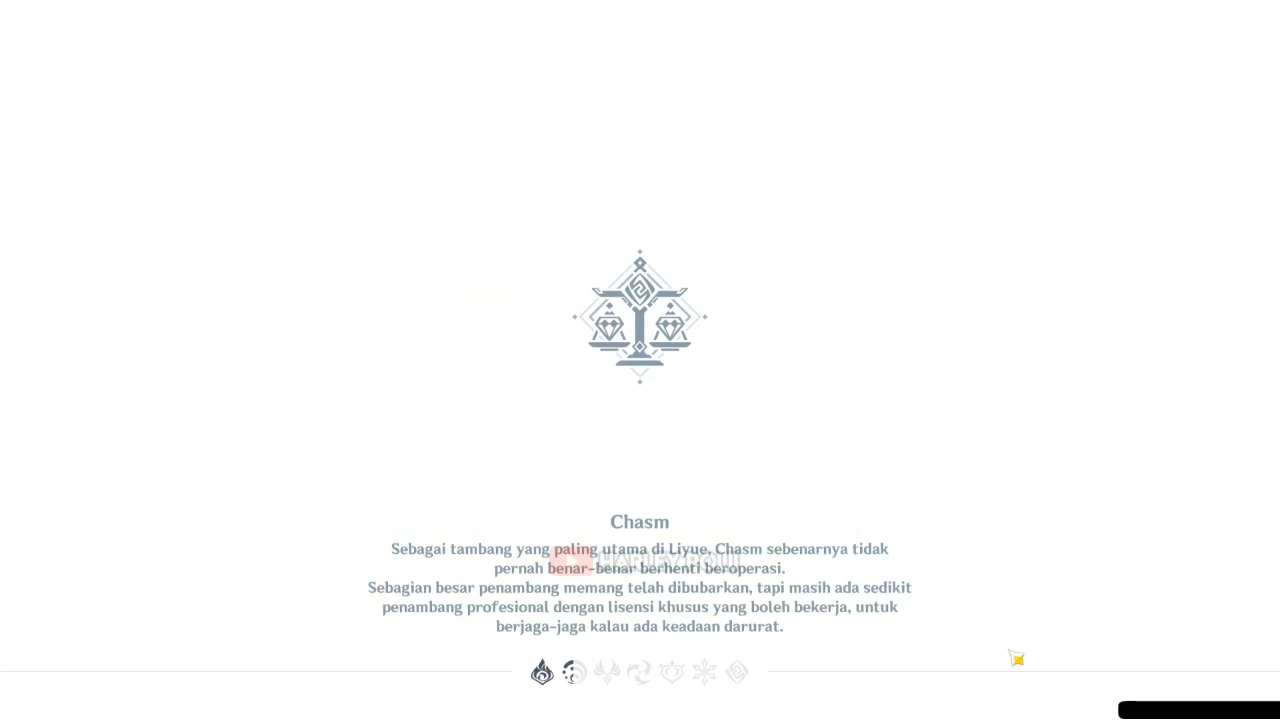 Chasm
Sebagai tambang yang paling utama di Liyue, Chasm sebenarnya tidak
pernah benar-benar berhenti beroperasi.
Sebagian besar penambang memang telah dibubarkan, tapi masih ada sedikit
penambang profesional dengan lisensi khusus yang boleh bekerja, untuk
berjaga-jaga kalau ada keadaan darurat.